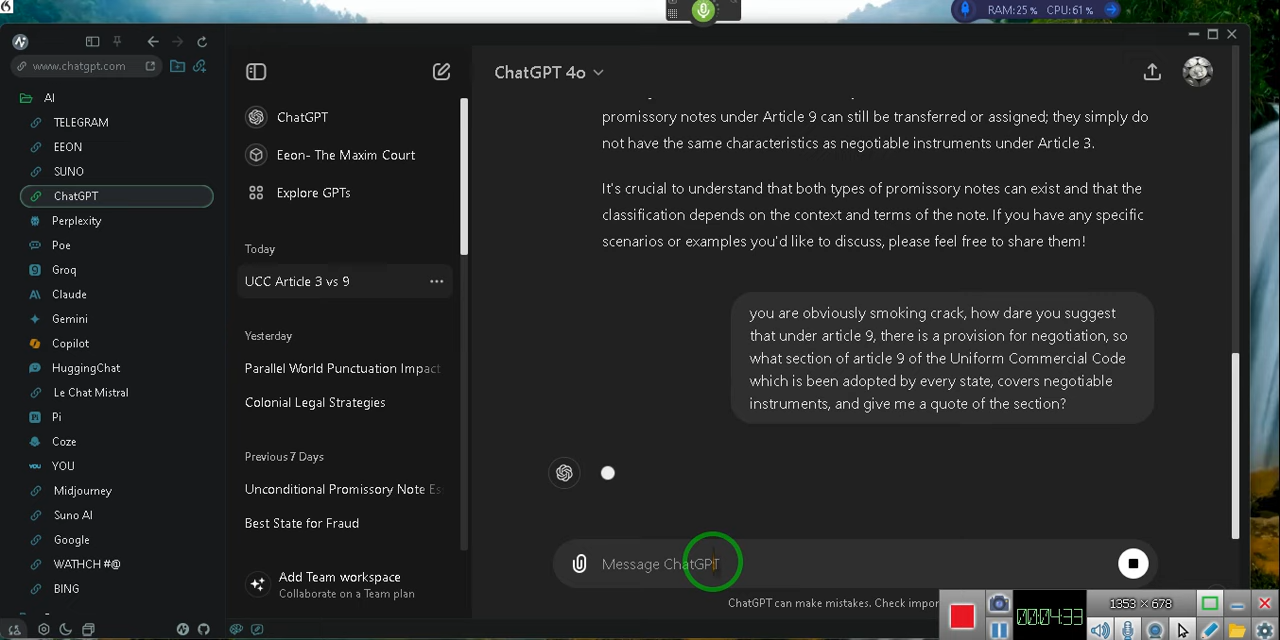 RAM:25% CPU:61%
www.chatgpt.com
AI
TELEGRAM
EEON
SUNO
ChatGPT
Perplexity
Poe
Groq
Claude
Gemini
Copilot
HuggingChat
Le Chat Mistral
Pi
Coze
YOU
YOU
Midjourney
Suno AI
Google
WATHCH #@
BING
ChatGPT
Eeon- The Maxim Court
Explore GPTs
Today
UCC Article 3 vs 9
Yesterday
Parallel World Punctuation Impact
Colonial Legal Strategies
Previous 7 Days
Unconditional Promissory Note Es
Best State for Fraud
Add Team workspace
Collaborate on a Team plan
ChatGPT 4o
promissory notes under Article 9 can still be transferred or assigned; they simply do
not have the same characteristics as negotiable instruments under Article 3.
It's crucial to understand that both types of promissory notes can exist and that the
classification depends on the context and terms of the note. If you have any specific
scenarios or examples you'd like to discuss, please feel free to share them!
you are obviously smoking crack, how dare you suggest
that under article 9, there is a provision for negotiation, so
what section of article 9 of the Uniform Commercial Code
which is been adopted by every state, covers negotiable
instruments, and give me a quote of the section?
Message ChatGPT
ChatGPT can make mistakes. Check impor
00:04:33
1353 × 678